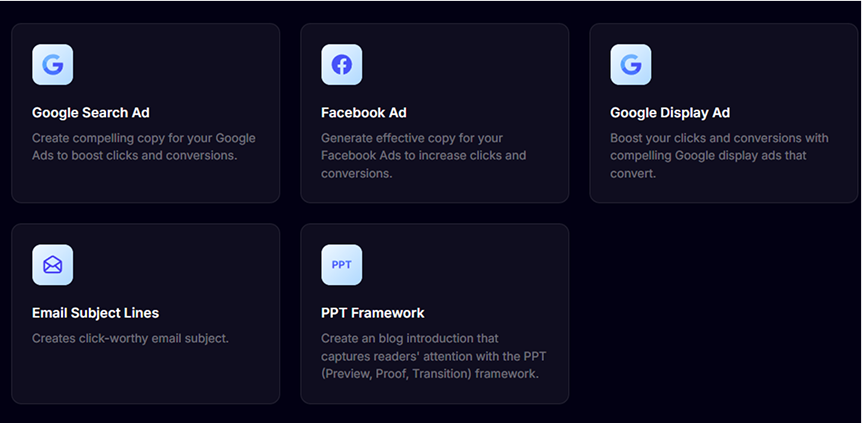 Google Search Ad
Create compelling copy for your Google
Ads to boost clicks and conversions.
Facebook Ad
Generate effective copy for your
Facebook Ads to increase clicks and
conversions.
Google Display Ad
Boost your clicks and conversions with
compelling Google display ads that
convert.
Email Subject Lines
Creates click-worthy email subject.
PPT
PPT Framework
Create an blog introduction that
captures readers' attention with the PPT
(Preview, Proof, Transition) framework.